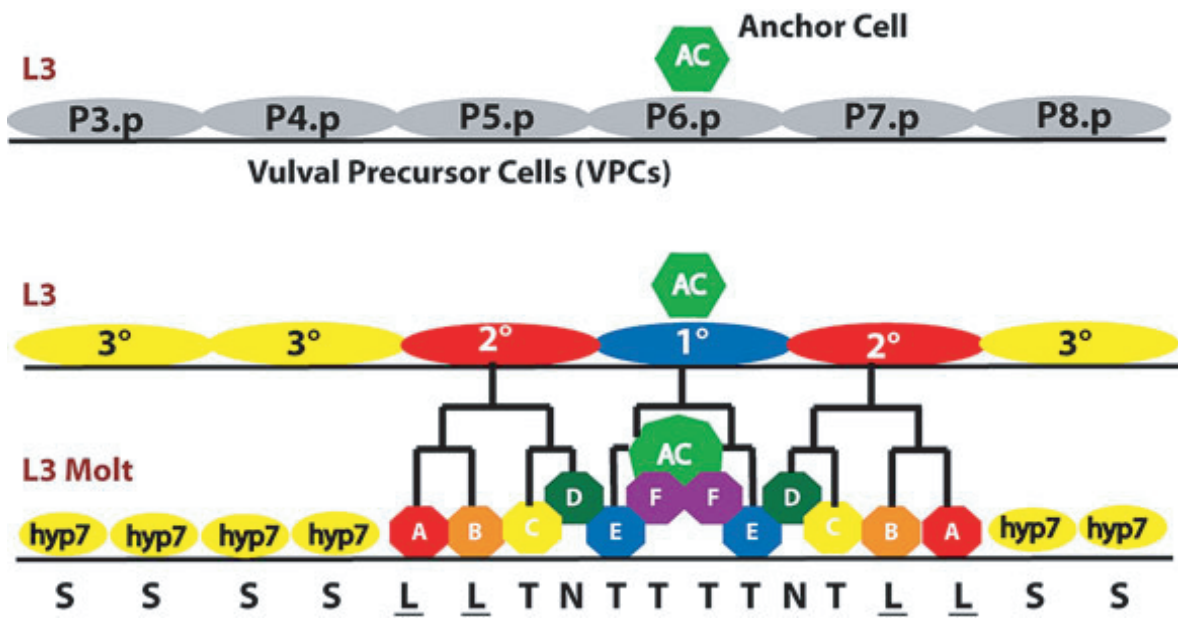 Anchor Cell
AC
L3
P3.p P4.p P5.p P6.p P7.p P8.p
Vulval Precursor Cells (VPCs)
AC
L3
3° 3° 2° 1° 2° 3°
L3 Molt
AC
D F F D
hyp7 hyp7 hyp7 hyp7 A B C E E C B A hyp7 hyp7
S S S S L L T N T T T T N T L L S S